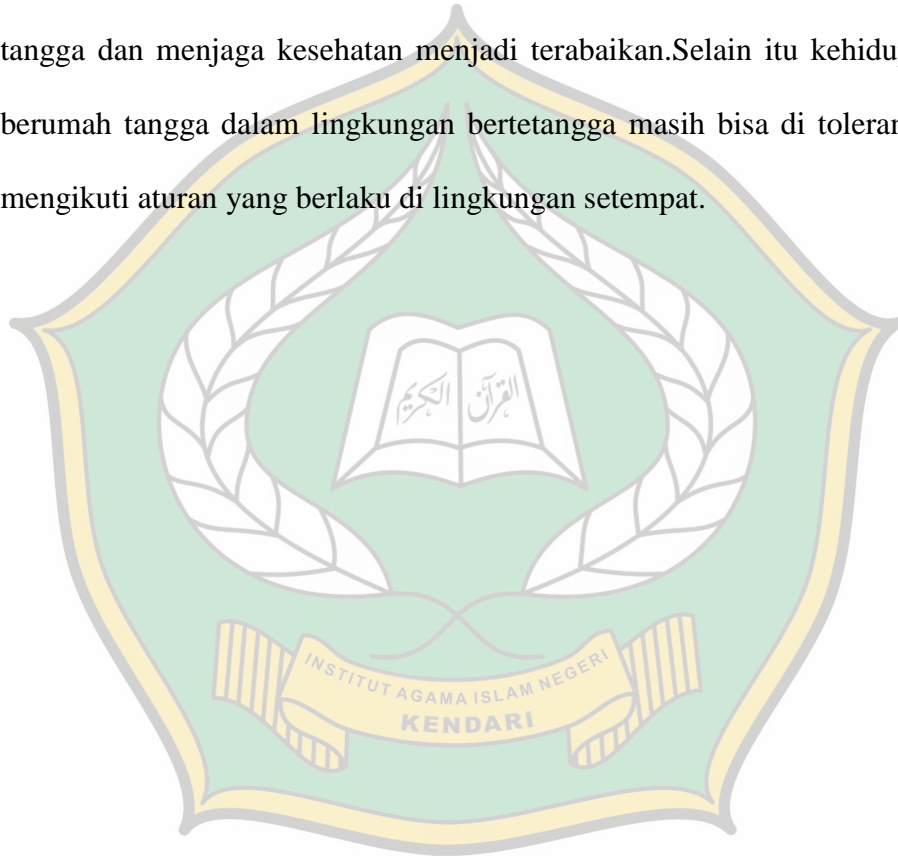 tangga dan menjaga kesehatan menjadi terabaikan.Selain itu kehidu
berumah tangga dalam lingkungan bertetangga masih bisa di toleran
mengikuti aturan yang berlaku di lingkungan setempat.
القرآن الكريم
INSTITUT AGAMA ISLAM NEGERI
KENDARI